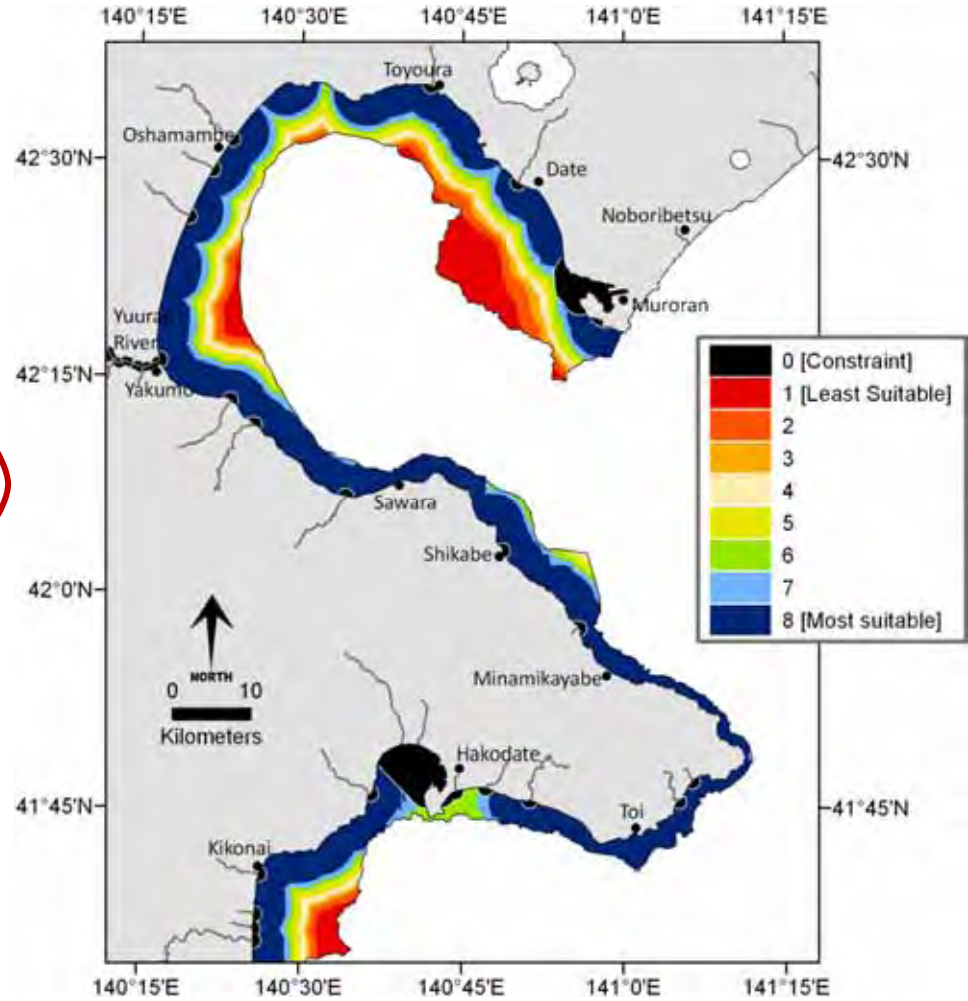 140°15'E 140°30'E 140°45'E 141°0'E 141°15'E
Toyoura
Oshamambe
42°30'N 42°30'N
Date
Noboribetsu
Muroran
Yuurap
River
0 [Constraint]
42°15'N
1 [Least Suitable]
Yakumo
2
3
4
Sawara
5
Shikabe
6
7
42°0'N
8 [Most suitable]
NORTH
Minamikayabe
0 10
Kilometers
Hakodate
41°45'N 41°45'N
Toi
Kikonai
140°15'E 140°30'E 140°45'E 141°0'E 141°15'E